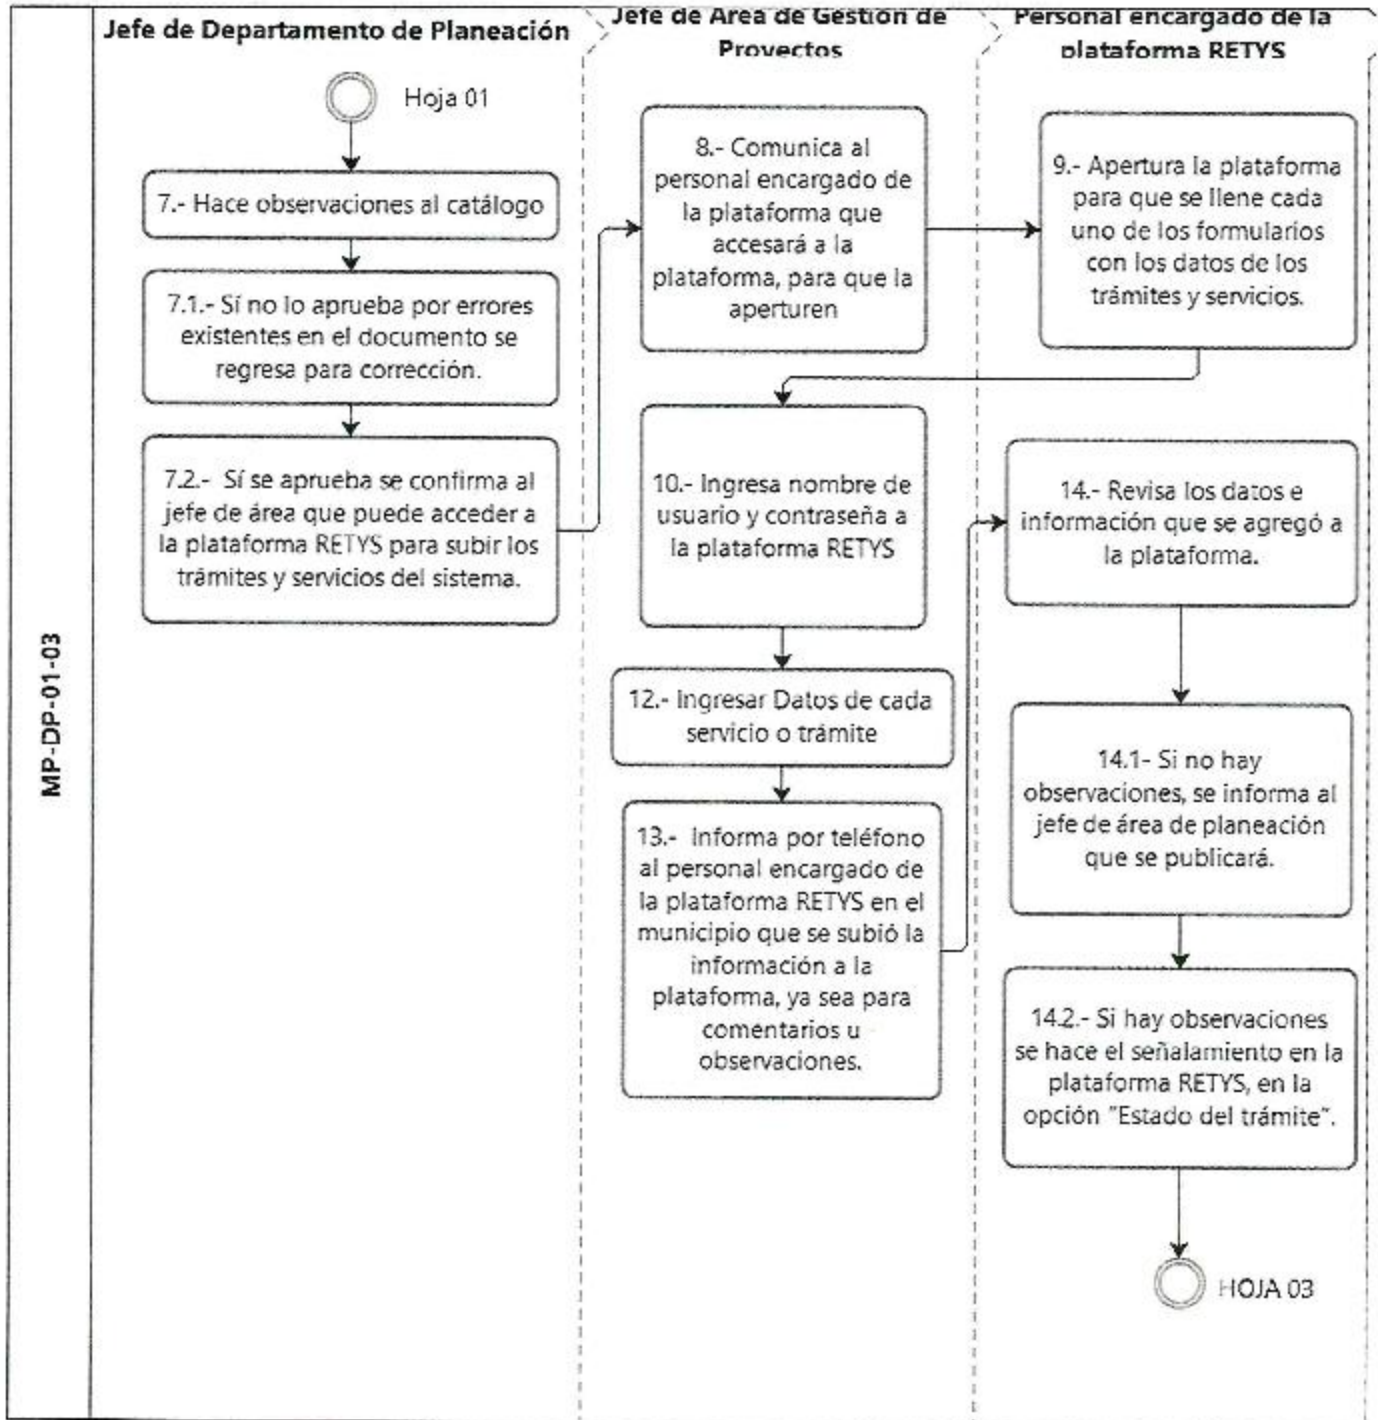 Jefe de Departamento de Planeación
Jefe de Área de Gestión de
Proyectos
Personal encargado de la
plataforma RETYS
MP-DP-01-03
Hoja 01
7.- Hace observaciones al catálogo
7.1.- Sí no lo aprueba por errores
existentes en el documento se
regresa para corrección.
7.2.- Sí se aprueba se confirma al
jefe de área que puede acceder a
la plataforma RETYS para subir los
trámites y servicios del sistema.
8.- Comunica al
personal encargado de
la plataforma que
accesará a la
plataforma, para que la
aperturen
9.- Apertura la plataforma
para que se llene cada
uno de los formularios
con los datos de los
trámites y servicios.
10.- Ingresa nombre de
usuario y contraseña a
la plataforma RETYS
12.- Ingresar Datos de cada
servicio o trámite
13.- Informa por teléfono
al personal encargado de
la plataforma RETYS en el
municipio que se subió la
información a la
plataforma, ya sea para
comentarios u
observaciones.
14.- Revisa los datos e
información que se agregó a
la plataforma.
14.1- Si no hay
observaciones, se informa al
jefe de área de planeación
que se publicará.
14.2.- Si hay observaciones
se hace el señalamiento en la
plataforma RETYS, en la
opción "Estado del trámite".
HOJA 03